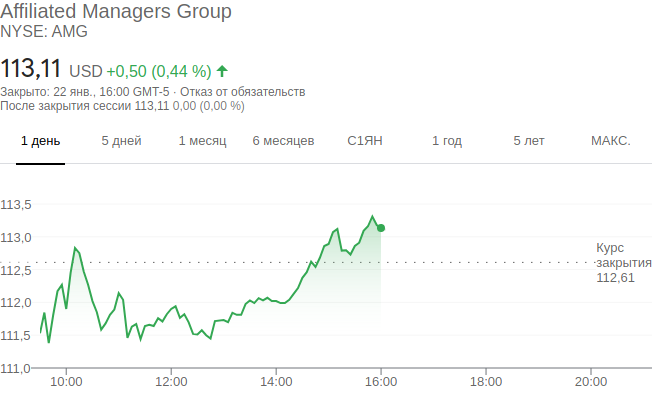 Affiliated Managers Group
NYSE: AMG
113,11 USD +0,50 (0,44 %)
Закрыто: 22 янв., 16:00 GMT-5 · Отказ от обязательств
После закрытия сессии 113,11 0,00 (0,00 %)
1 день 5 дней 1 месяц 6 месяцев С1ЯН 1 год 5 лет МАКС.
113,5
113,0
Курс
закрытия
112,61
112,5
112,0
111,5
111,0
10:00 12:00 14:00 16:00 18:00 20:00